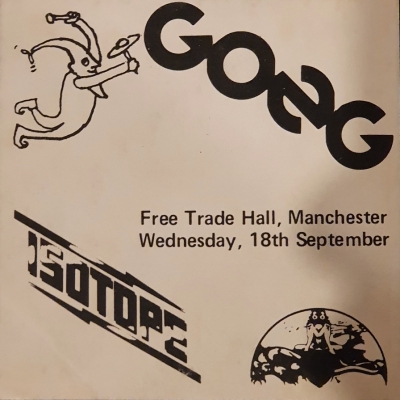 GONG
Free Trade Hall, Manchester
Wednesday, 18th September
ISOTOPE